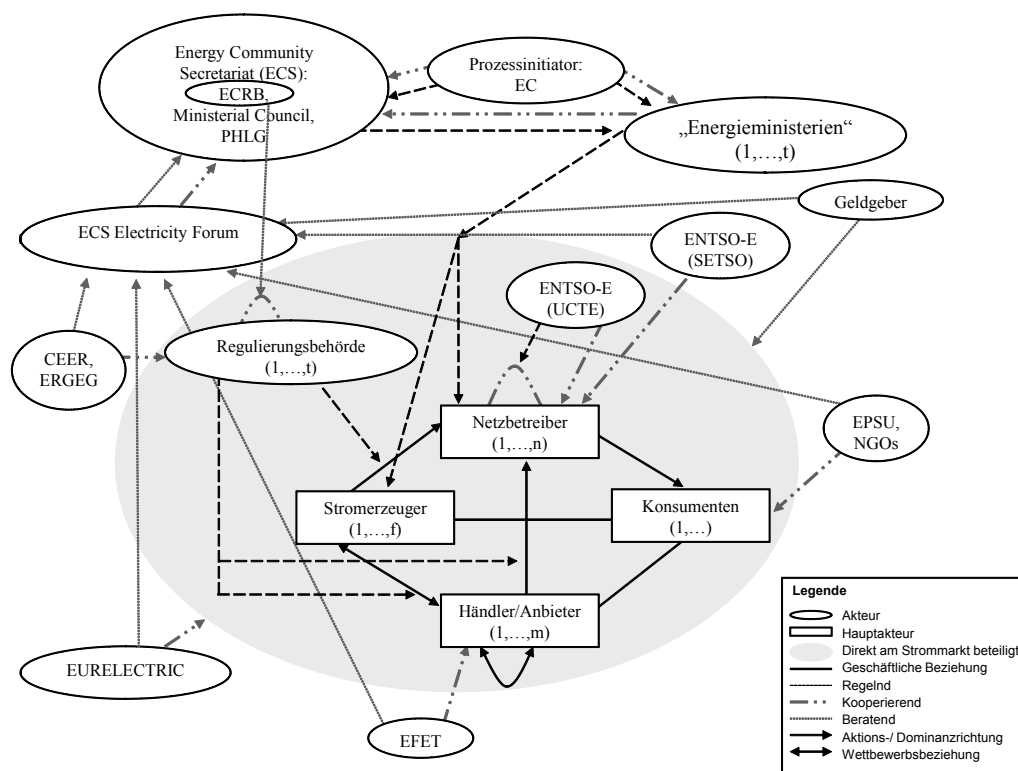 Energy Community
Secretariat (ECS):
ECRB,
Ministerial Council,
PHLG
Prozessinitiator:
EC
„Energieministerien“
(1,…,t)
Geldgeber
ECS Electricity Forum
ENTSO-E
(SETSO)
ENTSO-E
(UCTE)
CEER,
ERGEG
Regulierungsbehörde
(1,…,t)
EPSU,
NGOs
Netzbetreiber
(1,…,n)
Stromerzeuger
(1,…,f)
Konsumenten
(1,…)
Händler/Anbieter
(1,…,m)
EURELECTRIC
EFET
Legende
Akteur
Hauptakteur
Direkt am Strommarkt beteiligt
Geschäftliche Beziehung
Regelnd
Kooperierend
Beratend
Aktions-/ Dominanzrichtung
Wettbewerbsbeziehung